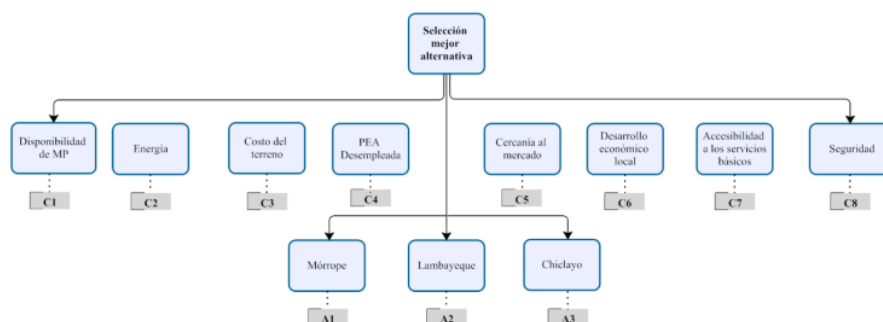 Selección
mejor
alternativa
Disponibilidad
de MP
Energía
Costo del
terreno
PEA
Desempleada
Cercanía al
mercado
Desarrollo
económico
local
Accesibilidad
a los servicios
básicos
Seguridad
C1
C2
C3
C4
C5
C6
C7
C8
Mórrope
Lambayeque
Chiclayo
A1
A2
A3